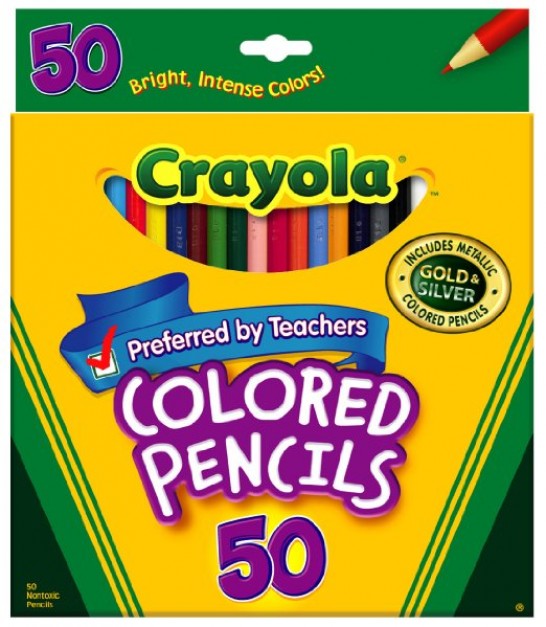 50
Bright, Intense Colors!
Crayola®
™
INCLUDES METALLIC
GOLD &
SILVER
COLORED PENCILS
Preferred by Teachers
COLORED
PENCILS
50
50
Nontoxic
Pencils
®